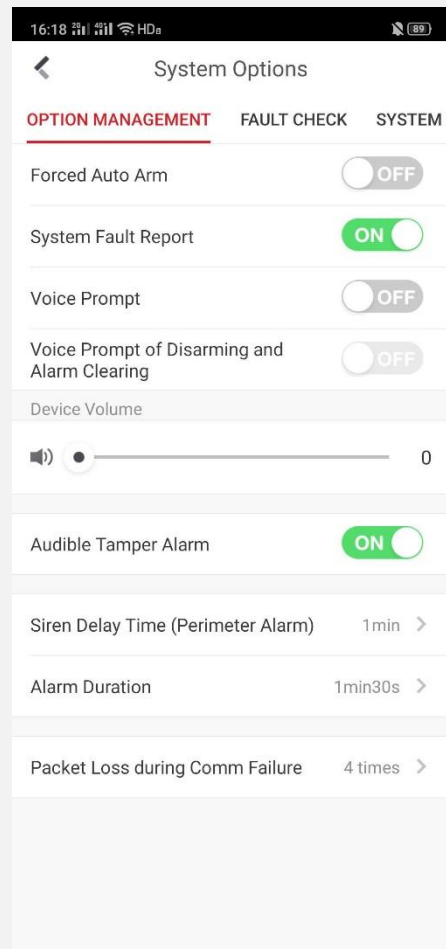 16:18 HD 89
System Options
OPTION MANAGEMENT FAULT CHECK SYSTEM
Forced Auto Arm OFF
System Fault Report ON
Voice Prompt OFF
Voice Prompt of Disarming and
Alarm Clearing OFF
Device Volume
0
Audible Tamper Alarm ON
Siren Delay Time (Perimeter Alarm) 1min
Alarm Duration 1min30s
Packet Loss during Comm Failure 4 times